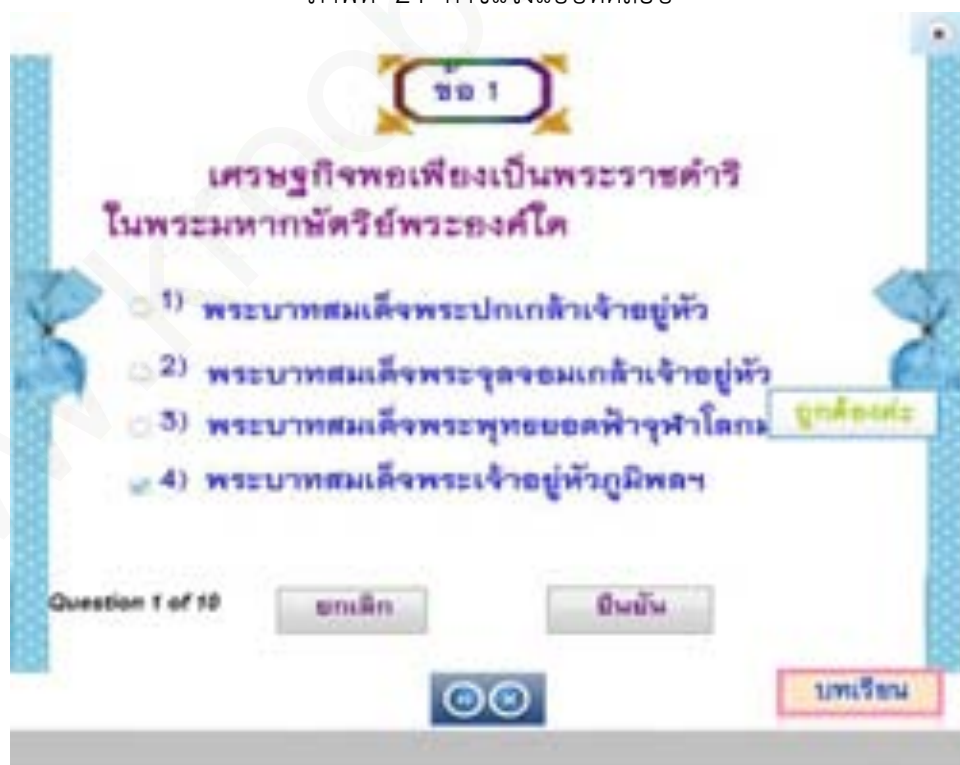 ข้อ 1
เศรษฐกิจพอเพียงเป็นพระราชดำริ
ในพระมหากษัตริย์พระองค์ใด
1) พระบาทสมเด็จพระปกเกล้าเจ้าอยู่หัว
2) พระบาทสมเด็จพระจุลจอมเกล้าเจ้าอยู่หัว
3) พระบาทสมเด็จพระพุทธยอดฟ้าจุฬาโลกม
ถูกต้องค่ะ
4) พระบาทสมเด็จพระเจ้าอยู่หัวภูมิพลฯ
Question 1 of 10
ยกเลิก
ยืนยัน
บทเรียน